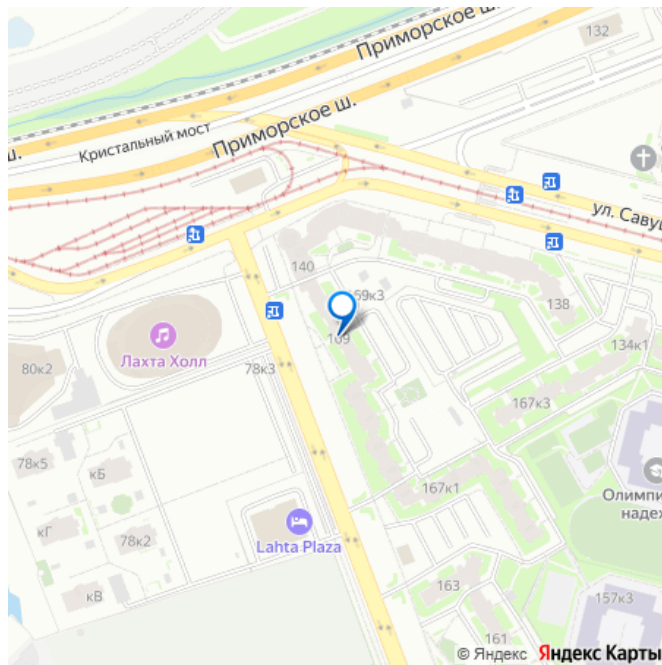 Приморское ш.
132
Кристальный мост
Приморское ш.
ш.
ул. Савуш
140
169к3
138
169
134к1
Лахта Холл
78к3
80к2
167к3
78к5
кБ
167к1
Олимпи
надеж
кГ
78к2
Lahta Plaza
кВ
163
157к3
161
© Яндекс Яндекс Карты